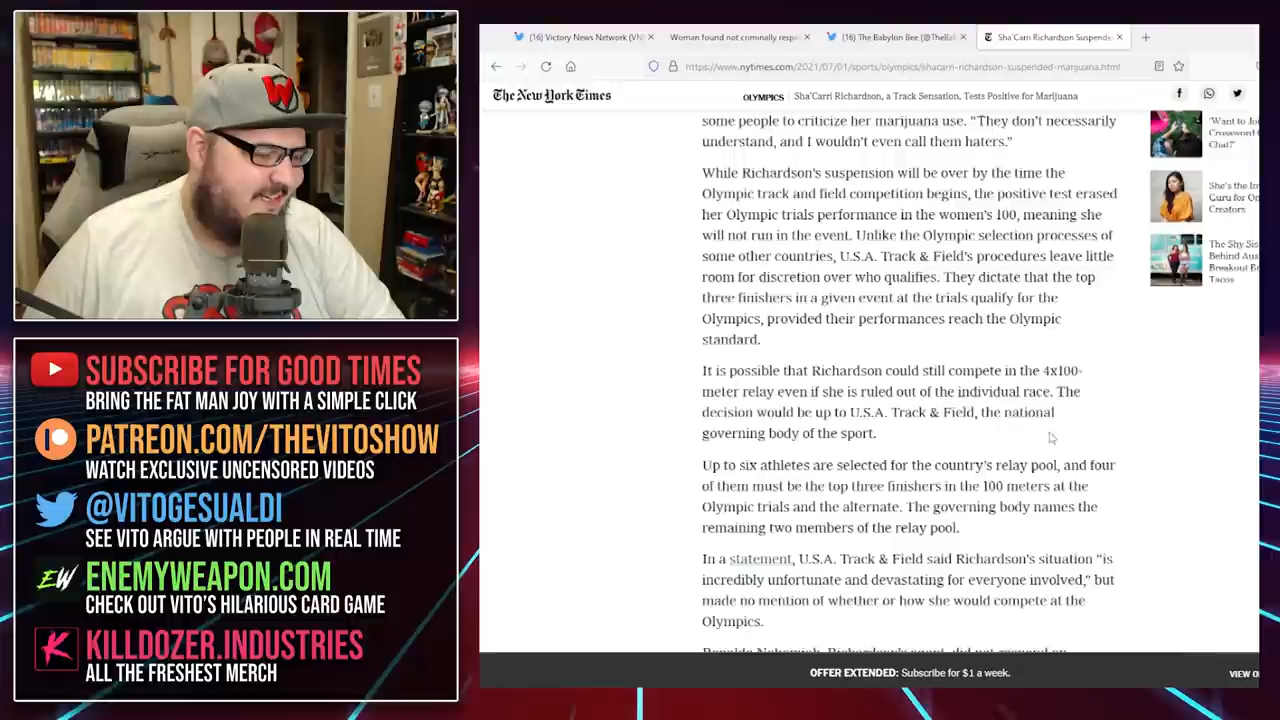 SUBSCRIBE FOR GOOD TIMES
BRING THE FAT MAN JOY WITH A SIMPLE CLICK
PATREON.COM/THEVITOSHOW
WATCH EXCLUSIVE UNCENSORED VIDEOS
@VITOGESUALDI
SEE VITO ARGUE WITH PEOPLE IN REAL TIME
EW
ENEMYWEAPON.COM
CHECK OUT VITO'S HILARIOUS CARD GAME
K
KILLDOZER.INDUSTRIES
ALL THE FRESHEST MERCH
(16) Victory News Network (VN
Woman found not criminally respo
(16) The Babylon Bee (@TheBab
Sha'Carri Richardson Suspende
https://www.nytimes.com/2021/07/01/sports/olympics/shacarri-richardson-suspended-marijuana.html
The New York Times
OLYMPICS | Sha'Carri Richardson, a Track Sensation, Tests Positive for Marijuana
some people to criticize her marijuana use. “They don't necessarily
understand, and I wouldn't even call them haters.”
While Richardson's suspension will be over by the time the
Olympic track and field competition begins, the positive test erased
her Olympic trials performance in the women's 100, meaning she
will not run in the event. Unlike the Olympic selection processes of
some other countries, U.S.A. Track & Field's procedures leave little
room for discretion over who qualifies. They dictate that the top
three finishers in a given event at the trials qualify for the
Olympics, provided their performances reach the Olympic
standard.
It is possible that Richardson could still compete in the 4x100-
meter relay even if she is ruled out of the individual race. The
decision would be up to U.S.A. Track & Field, the national
governing body of the sport.
Up to six athletes are selected for the country's relay pool, and four
of them must be the top three finishers in the 100 meters at the
Olympic trials and the alternate. The governing body names the
remaining two members of the relay pool.
In a statement, U.S.A. Track & Field said Richardson's situation “is
incredibly unfortunate and devastating for everyone involved,” but
made no mention of whether or how she would compete at the
Olympics.
'Want to Jo
Crossword
Chat?'
She's the In
Guru for On
Creators
The Shy Sis
Behind Aus
Breakout B
Tacos
OFFER EXTENDED: Subscribe for $1 a week.
VIEW O